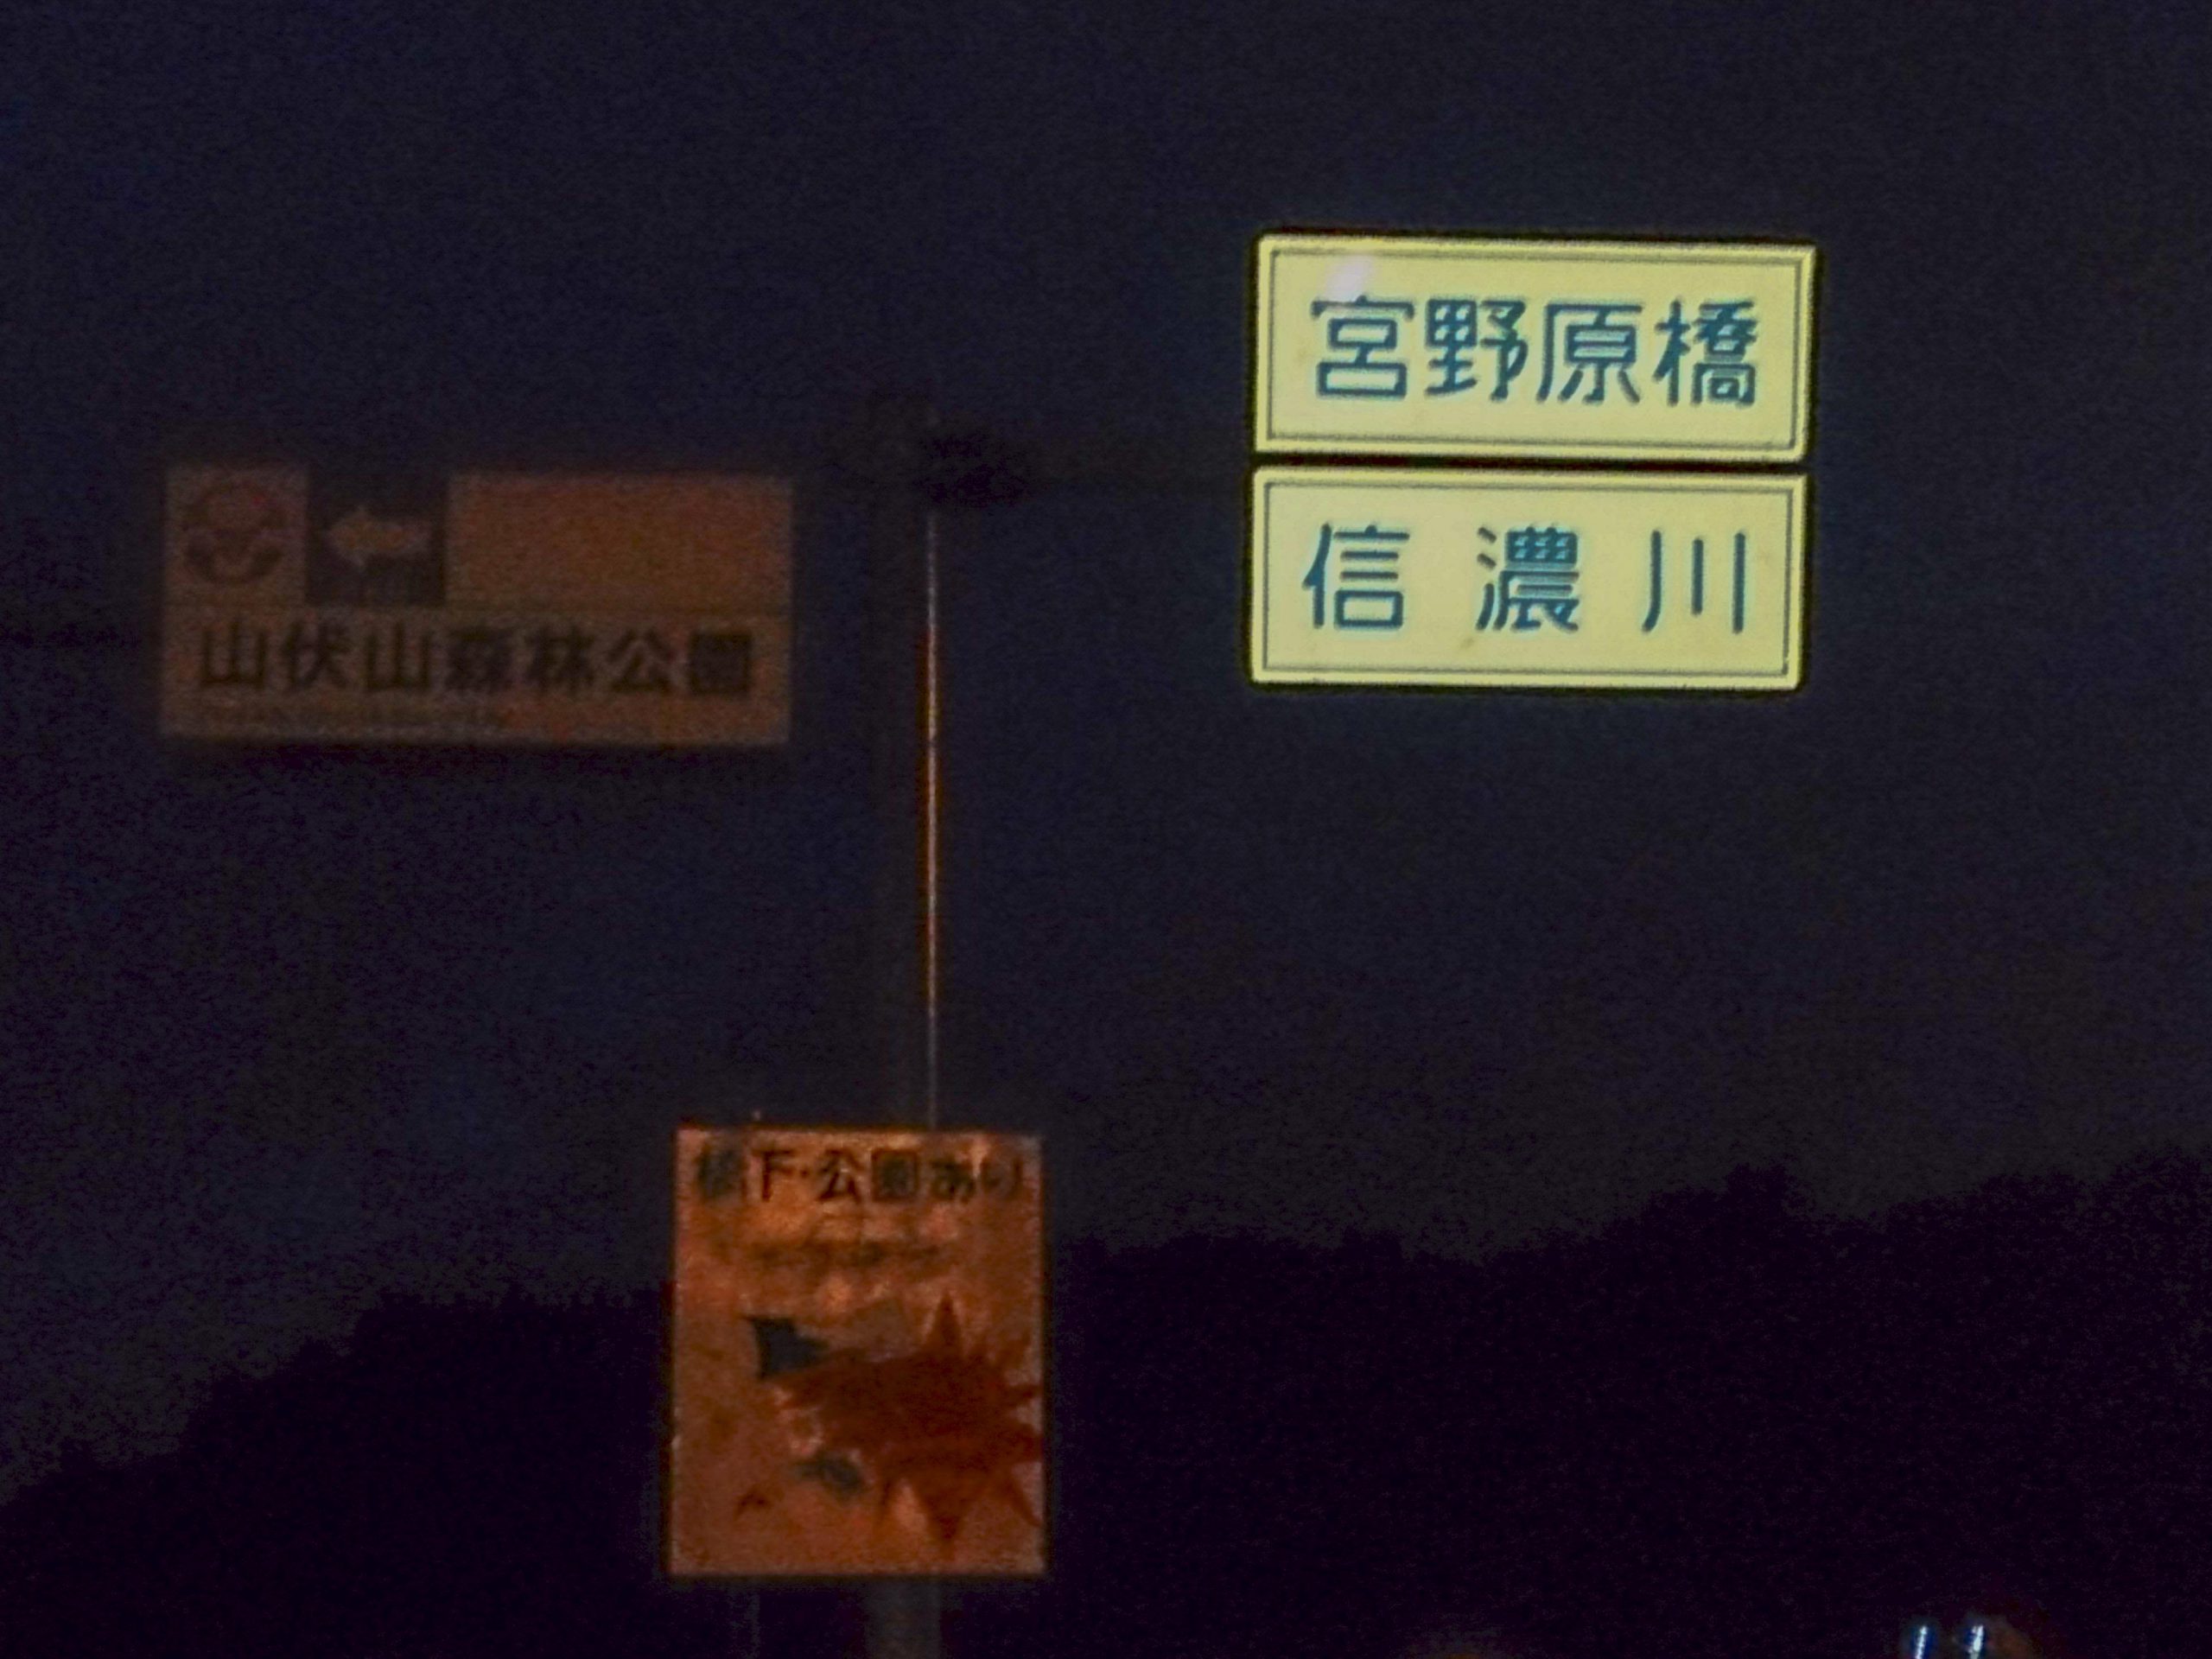 宮野原橋
信濃川
山伏山森林公園
橋下・公園あり